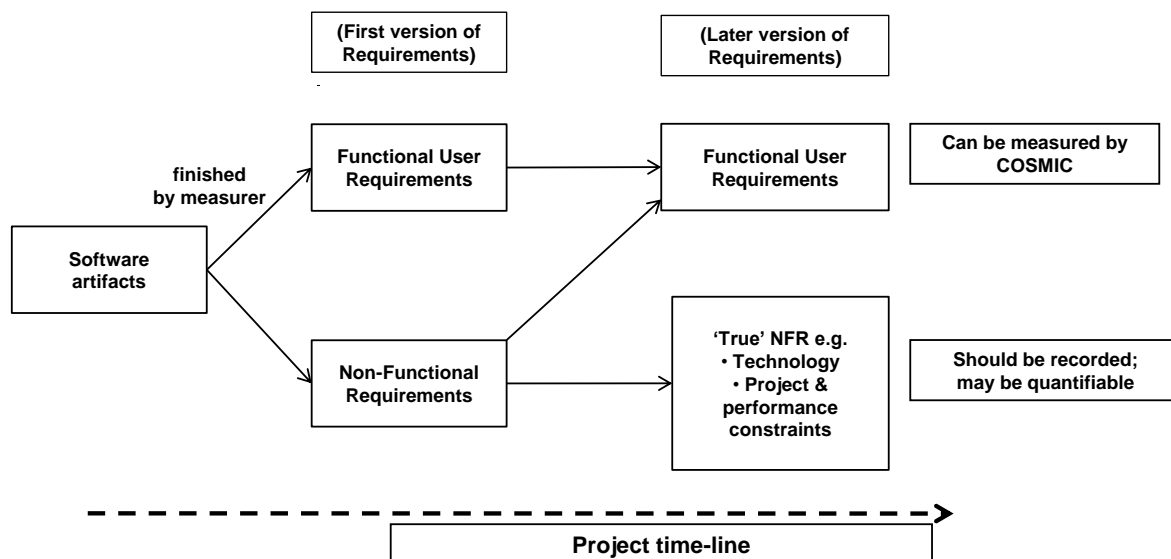 (First version of
Requirements)
(Later version of
Requirements)
Functional User
Requirements
Functional User
Requirements
Can be measured by
COSMIC
finished
by measurer
Software
artifacts
Non-Functional
Requirements
‘True’ NFR e.g.
• Technology
• Project &
performance
constraints
Should be recorded;
may be quantifiable
Project time-line